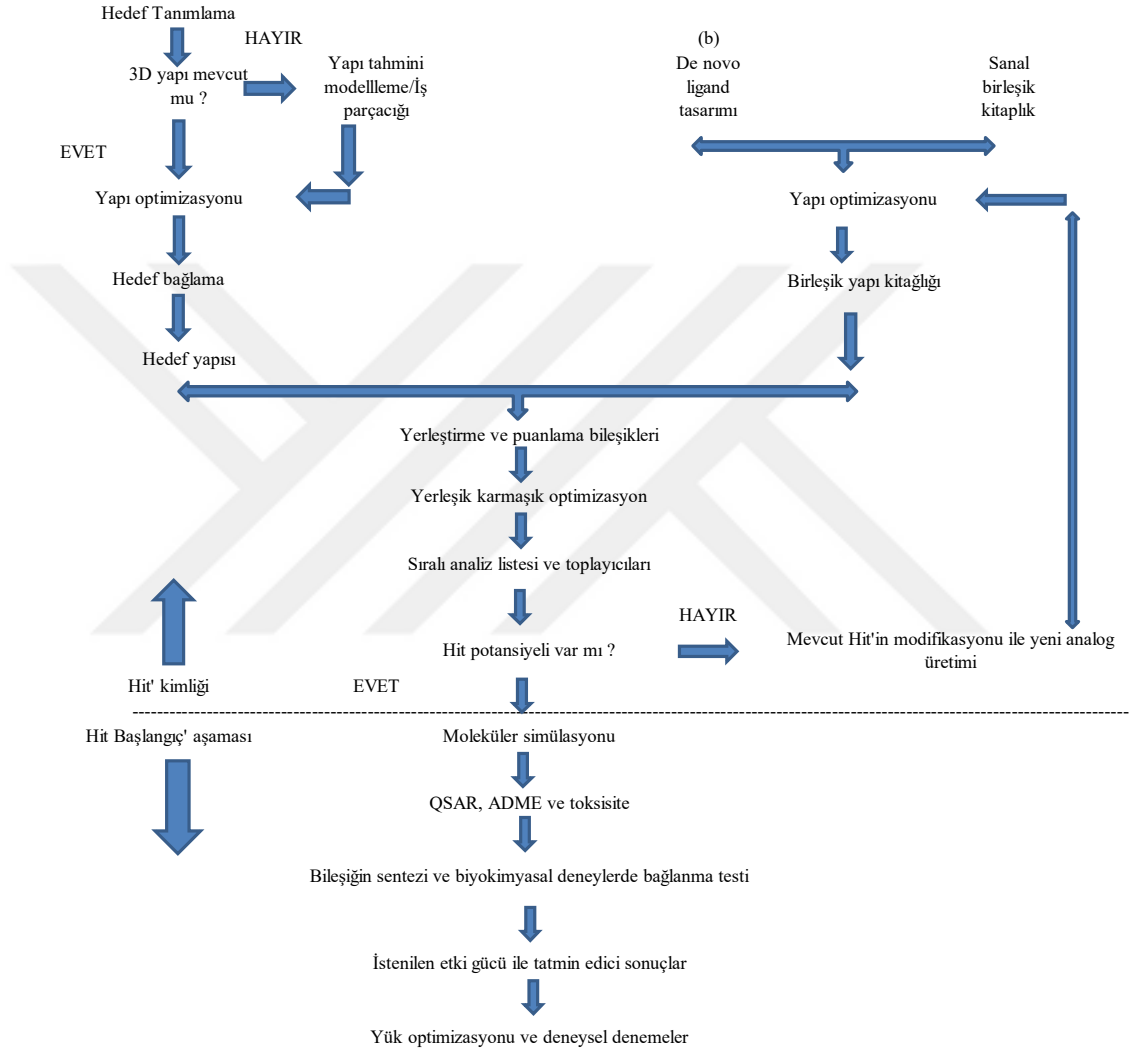 Hedef Tanımlama
HAYIR
3D yapı mevcut
mu ?
Yapı tahmini
modellleme/İş
parçacığı
EVET
Yapı optimizasyonu
Hedef bağlama
Hedef yapısı
(b)
De novo
ligand
tasarımı
Sanal
birleşik
kitaplık
Yapı optimizasyonu
Birleşik yapı kitağlığı
Yerleştirme ve puanlama bileşikleri
Yerleşik karmaşık optimizasyon
Sıralı analiz listesi ve toplayıcıları
Hit potansiyeli var mı ?
HAYIR
Mevcut Hit'in modifikasyonu ile yeni analog
üretimi
Hit' kimliği
EVET
Hit Başlangıç' aşaması
Moleküler simülasyonu
QSAR, ADME ve toksisite
Bileşiğin sentezi ve biyokimyasal deneylerde bağlanma testi
İstenilen etki gücü ile tatmin edici sonuçlar
Yük optimizasyonu ve deneysel denemeler